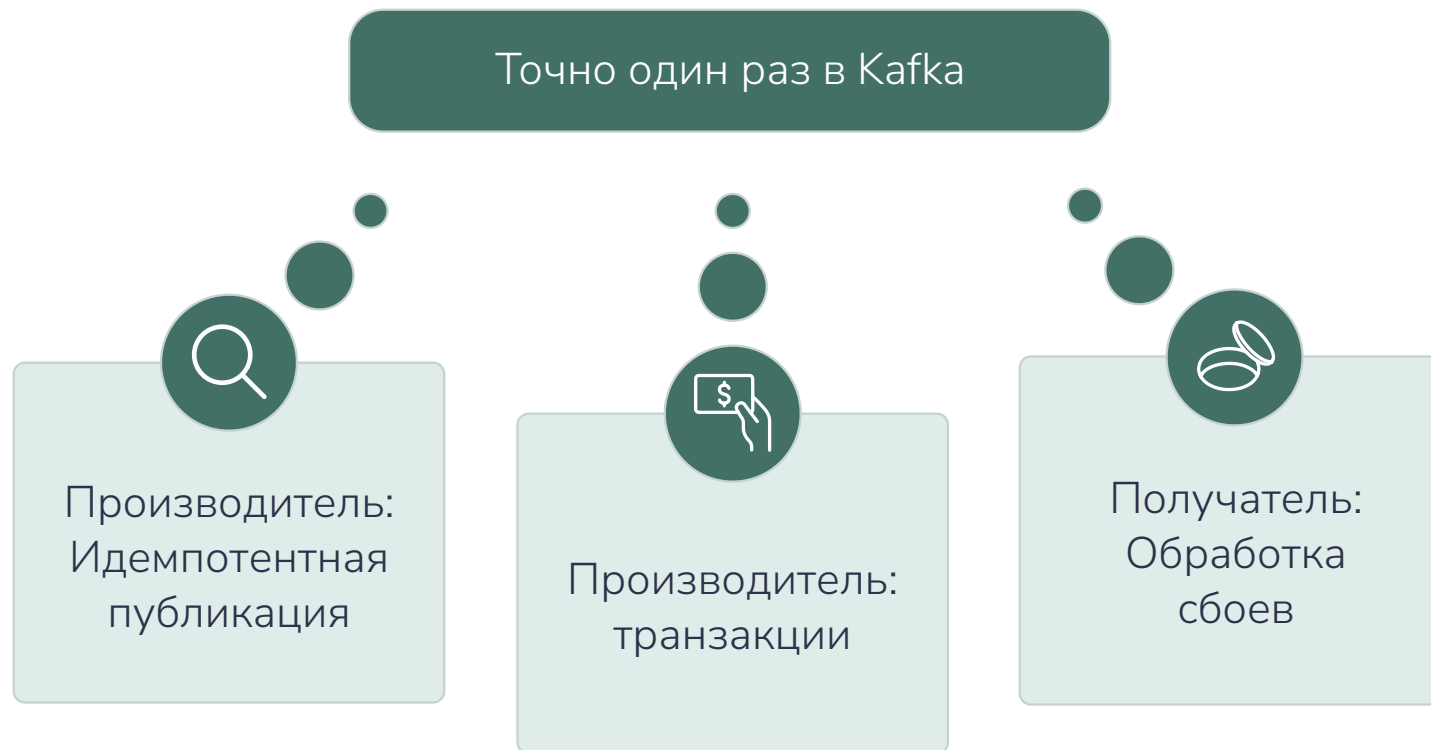 Точно один раз в Kafka
Производитель:
Идемпотентная
публикация
$
Производитель:
транзакции
Получатель:
Обработка
сбоев